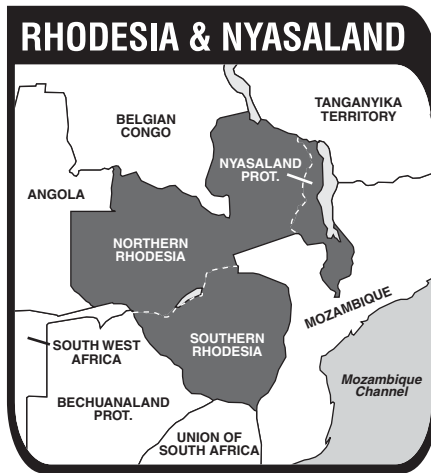 RHODESIA & NYASALAND
BELGIAN
CONGO
TANGANYIKA
TERRITORY
NYASALAND
PROT.
ANGOLA
NORTHERN
RHODESIA
MOZAMBIQUE
SOUTHERN
RHODESIA
SOUTH WEST
AFRICA
Mozambique
Channel
BECHUANALAND
PROT.
UNION OF
SOUTH AFRICA